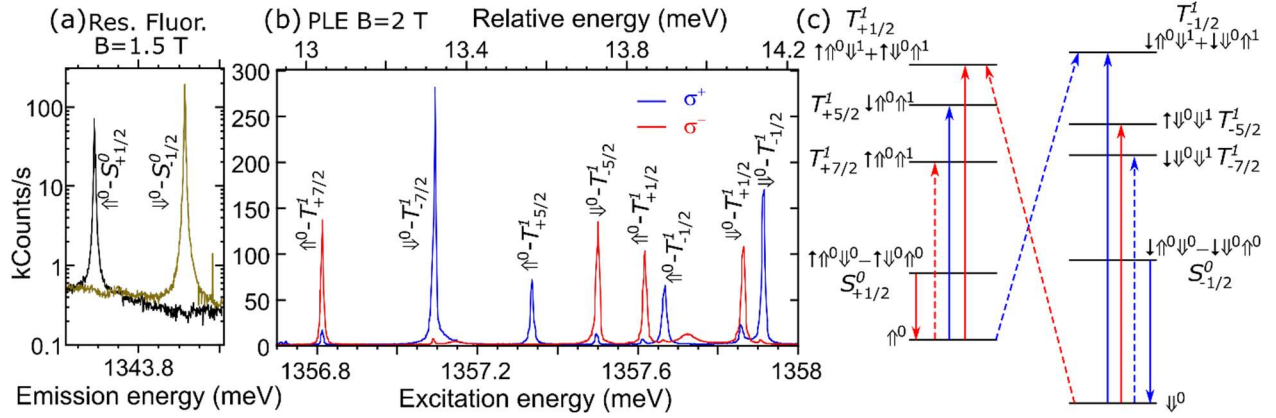 (a) Res. Fluor.
B=1.5 T
100
10
1
0.1
kCounts/s
⇑⁰-S⁰₊₁/₂
⇓⁰-S⁰₋₁/₂
1343.8
Emission energy (meV)
(b) PLE B=2 T
Relative energy (meV)
13 13.4 13.8 14.2
300
250
200
150
100
50
0
σ⁺
σ⁻
⇑⁰-T¹₊₇/₂
⇓⁰-T¹₋₇/₂
⇑⁰-T¹₊₅/₂
⇓⁰-T¹₋₅/₂
⇑⁰-T¹₊₁/₂
⇑⁰-T¹₋₁/₂
⇓⁰-T¹₊₁/₂
⇓⁰-T¹₋₁/₂
1356.8 1357.2 1357.6 1358
Excitation energy (meV)
(c)
T¹₊₁/₂
↑⇑⁰⇓¹+↑⇓⁰⇑¹
T¹₊₅/₂ ↓⇑⁰⇑¹
T¹₊₇/₂ ↑⇑⁰⇑¹
↑⇑⁰⇓⁰−↑⇓⁰⇑⁰
S⁰₊₁/₂
⇑⁰
T¹₋₁/₂
↓⇑⁰⇓¹+↓⇓⁰⇑¹
↑⇓⁰⇓¹ T¹₋₅/₂
↓⇓⁰⇓¹ T¹₋₇/₂
↓⇑⁰⇓⁰−↓⇓⁰⇑⁰
S⁰₋₁/₂
⇓⁰